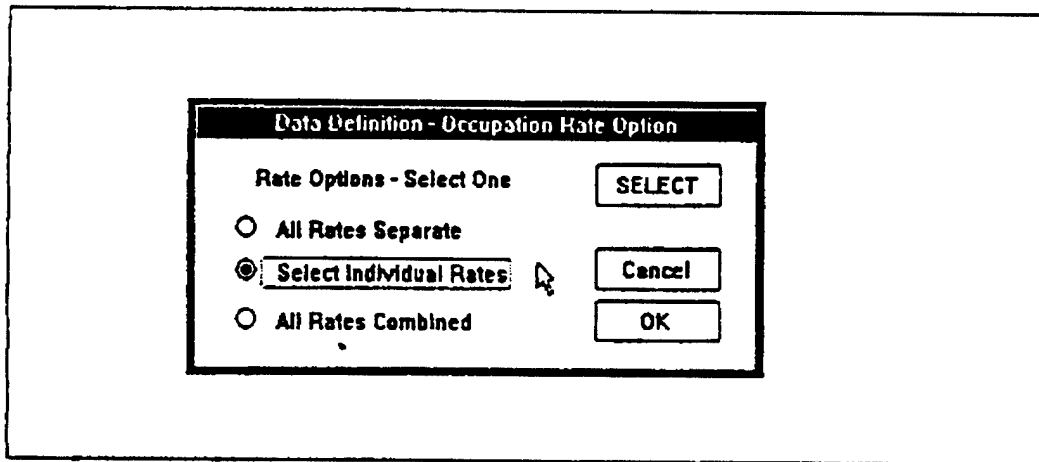 Data Definition - Occupation Rate Option
Rate Options - Select One
SELECT
All Rates Separate
Select Individual Rates
Cancel
All Rates Combined
OK